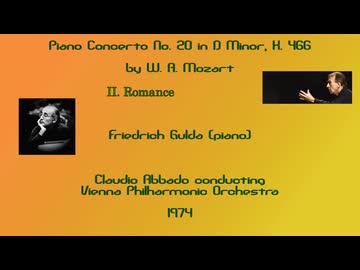 Piano Concerto No. 20 in D Minor, K. 466
by W. A. Mozart
II. Romance
Friedrich Gulda (piano)
Claudio Abbado conducting
Vienna Philharmonic Orchestra
1974